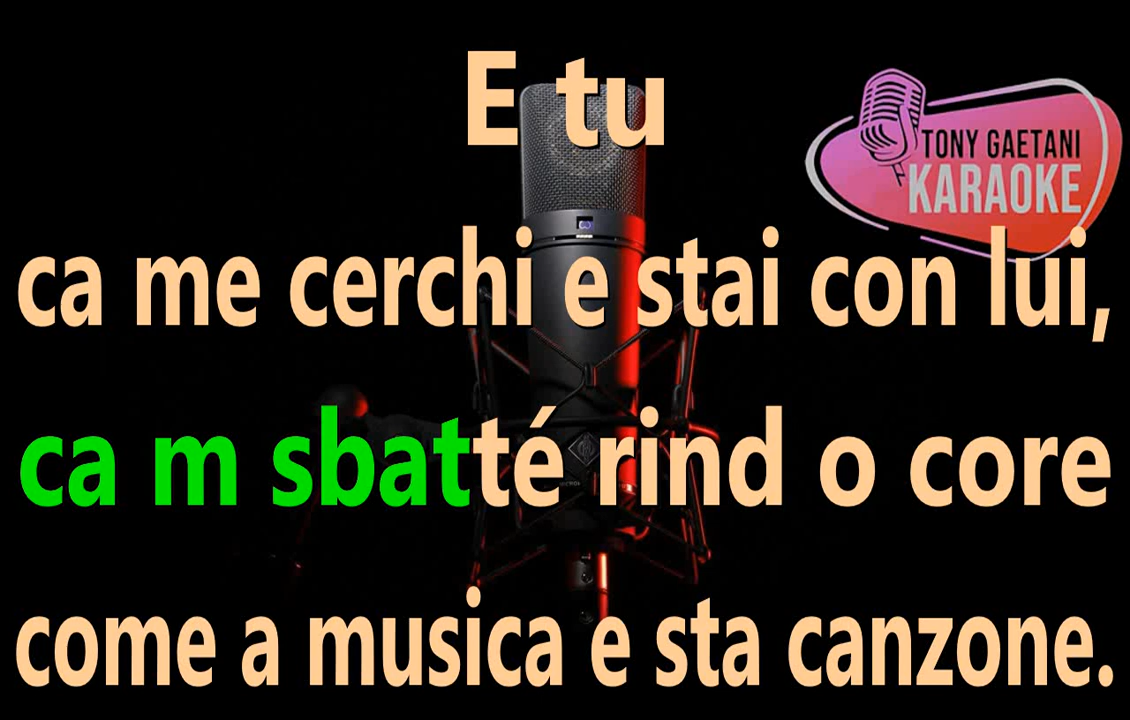 E tu
TONY GAETANI
KARAOKE
ca me cerchi e stai con lui,
ca m sbatté rind o core
come a musica e sta canzone.